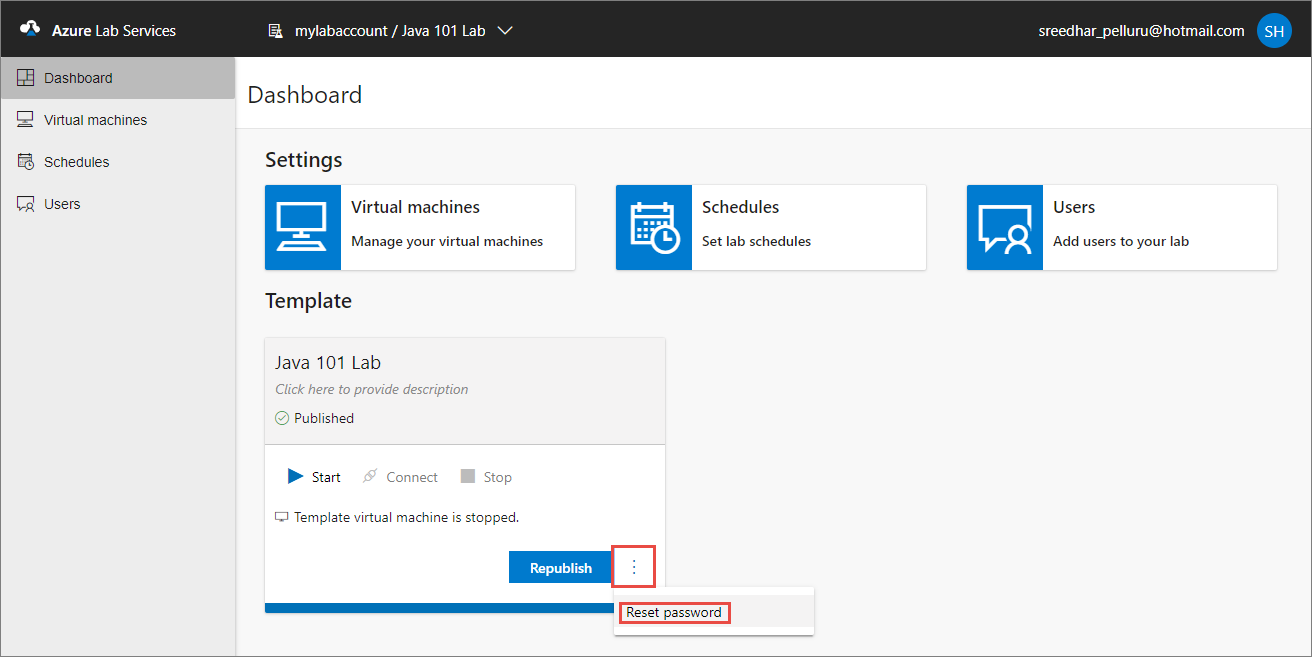 Azure Lab Services
mylabaccount / Java 101 Lab
sreedhar_pelluru@hotmail.com
SH
Dashboard
Virtual machines
Schedules
Users
Dashboard
Settings
Virtual machines
Manage your virtual machines
Schedules
Set lab schedules
Users
Add users to your lab
Template
Java 101 Lab
Click here to provide description
Published
Start Connect Stop
Template virtual machine is stopped.
Republish
Reset password